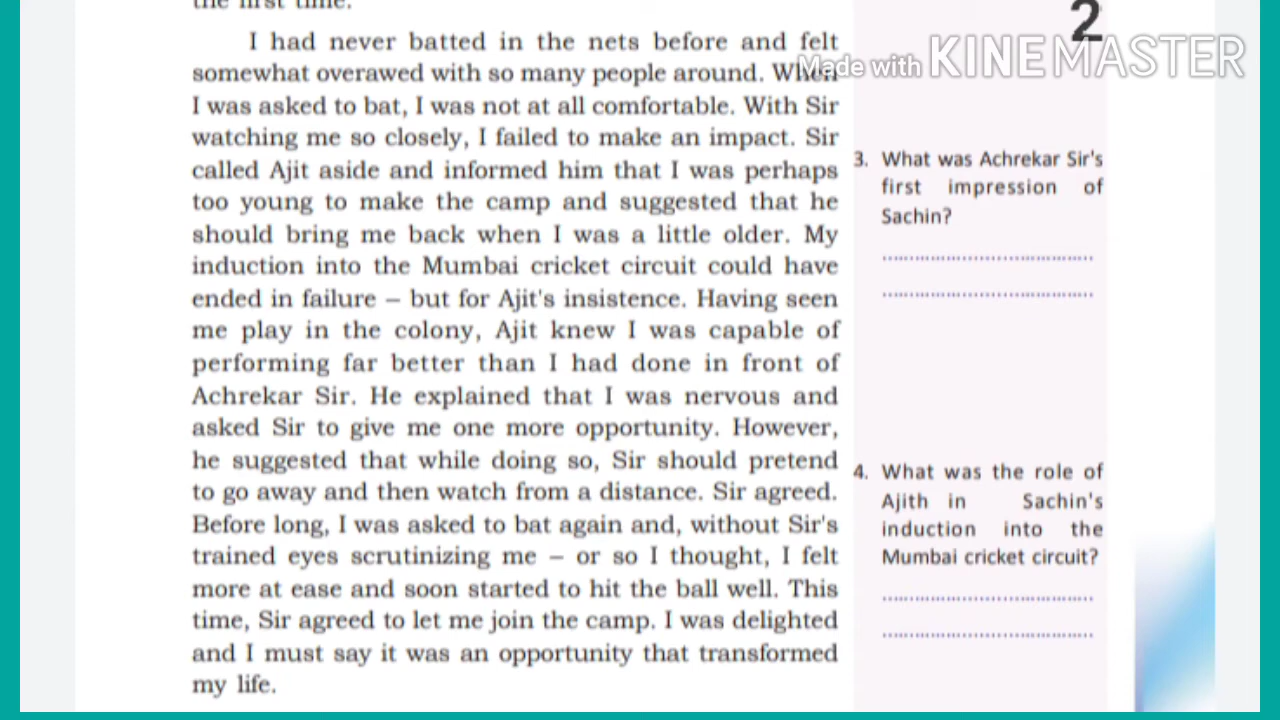 the first time.
2
I had never batted in the nets before and felt
somewhat overawed with so many people around. When
I was asked to bat, I was not at all comfortable. With Sir
watching me so closely, I failed to make an impact. Sir
called Ajit aside and informed him that I was perhaps
too young to make the camp and suggested that he
should bring me back when I was a little older. My
induction into the Mumbai cricket circuit could have
ended in failure – but for Ajit's insistence. Having seen
me play in the colony, Ajit knew I was capable of
performing far better than I had done in front of
Achrekar Sir. He explained that I was nervous and
asked Sir to give me one more opportunity. However,
he suggested that while doing so, Sir should pretend
to go away and then watch from a distance. Sir agreed.
Before long, I was asked to bat again and, without Sir's
trained eyes scrutinizing me – or so I thought, I felt
more at ease and soon started to hit the ball well. This
time, Sir agreed to let me join the camp. I was delighted
and I must say it was an opportunity that transformed
my life.
Made with KINEMASTER
3. What was Achrekar Sir's
first impression of
Sachin?
4. What was the role of
Ajith in Sachin's
induction into the
Mumbai cricket circuit?